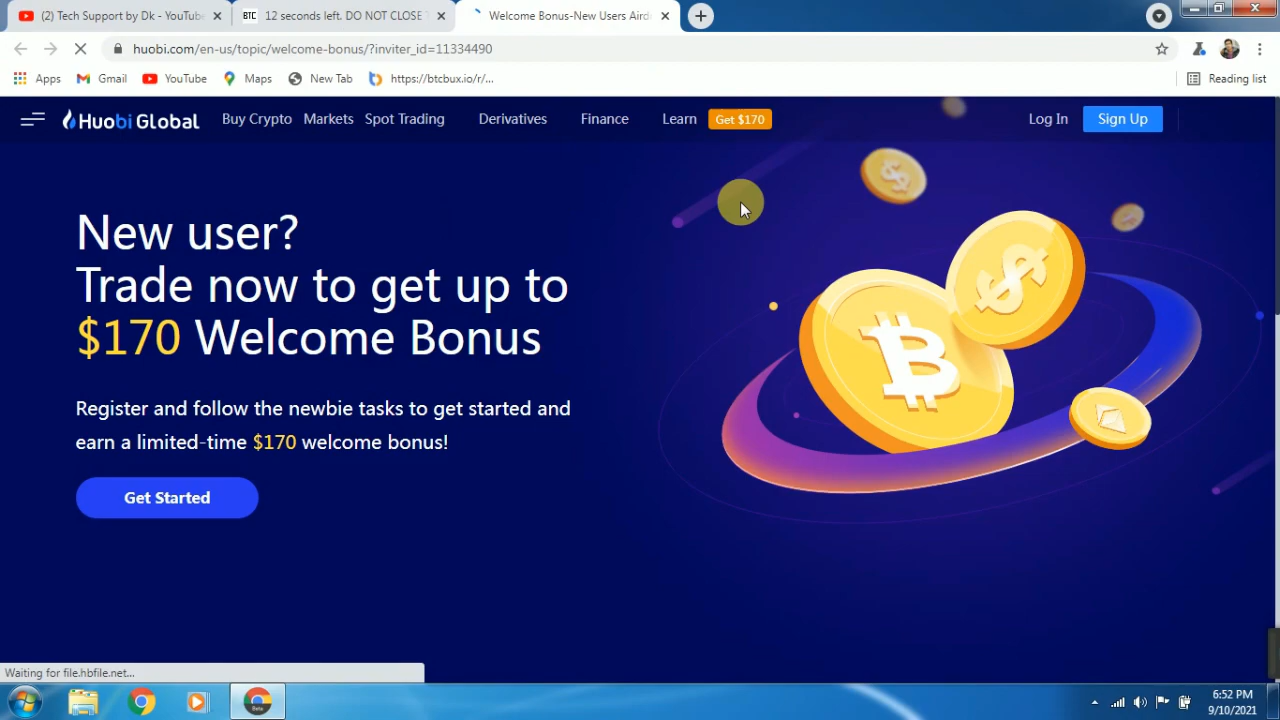 (2) Tech Support by Dk - YouTube
BTC
12 seconds left. DO NOT CLOSE
Welcome Bonus-New Users Aird
huobi.com/en-us/topic/welcome-bonus/?inviter_id=11334490
Apps
Gmail
YouTube
Maps
New Tab
https://btcbux.io/r/...
Reading list
Huobi Global
Buy Crypto
Markets
Spot Trading
Derivatives
Finance
Learn
Get $170
Log In
Sign Up
New user?
Trade now to get up to
$170 Welcome Bonus
Register and follow the newbie tasks to get started and
earn a limited-time $170 welcome bonus!
Get Started
Waiting for file.hbfile.net...
Beta
6:52 PM
9/10/2021